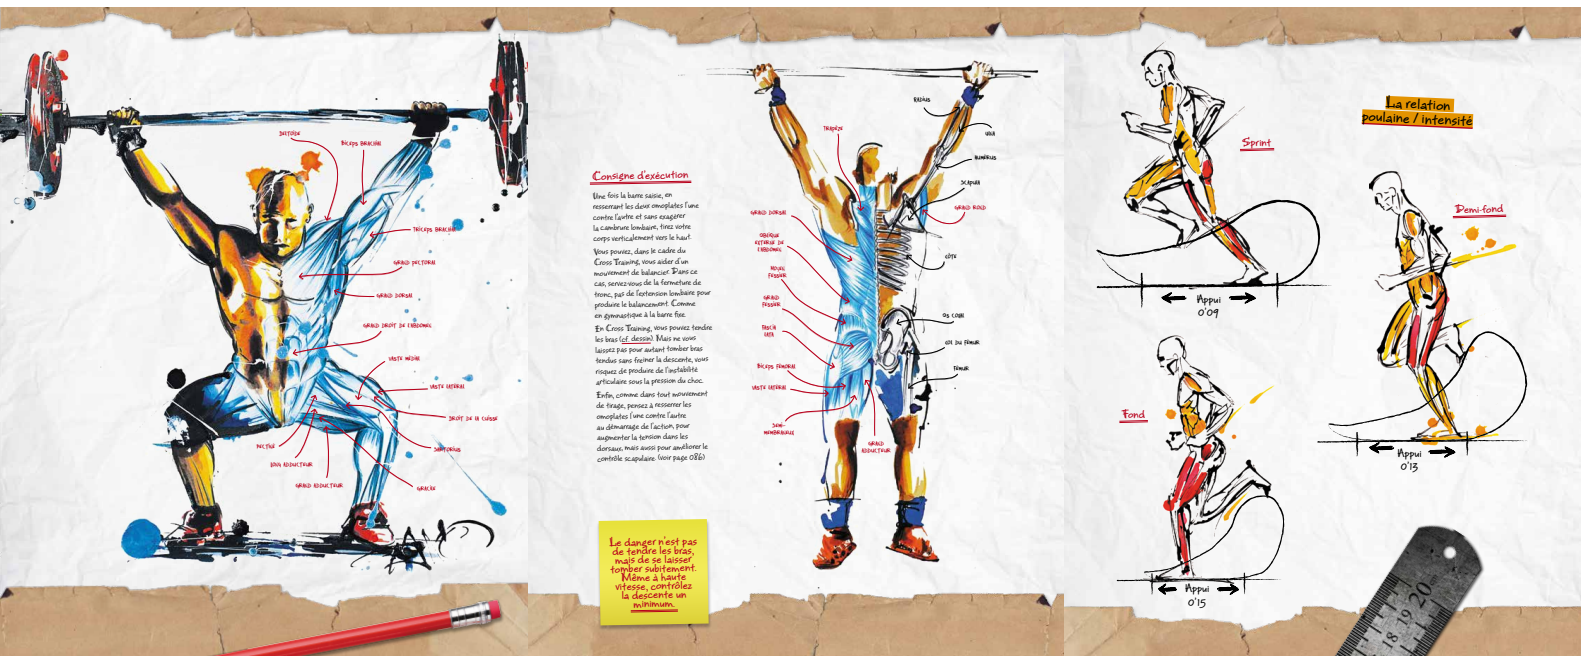 DELTOÏDE
BICEPS BRACHIAL
TRICEPS BRACHIAL
GRAND PECTORAL
GRAND DORSAL
GRAND DROIT DE L'ABDOMEN
VASTE MÉDIAL
VASTE LATÉRAL
DROIT DE LA CUISSE
SARTORIUS
PECTINÉ
LONG ADDUCTEUR
GRAND ADDUCTEUR
GRACILE
Consigne d'exécution
Une fois la barre saisie, en
resserrant les deux omoplates l'une
contre l'autre et sans exagérer
la cambrure lombaire, tirez votre
corps verticalement vers le haut.
Vous pouvez, dans le cadre du
Cross Training, vous aider d'un
mouvement de balancier. Dans ce
cas, servez-vous de la fermeture de
tronc, pas de l'extension lombaire pour
produire le balancement. Comme
en gymnastique à la barre fixe.
En Cross Training, vous pouvez tendre
les bras (cf. dessin). Mais ne vous
laissez pas pour autant tomber bras
tendus sans freiner la descente, vous
risquez de produire de l'instabilité
articulaire sous la pression du choc.
Enfin, comme dans tout mouvement
de tirage, pensez à resserrer les
omoplates l'une contre l'autre
au démarrage de l'action, pour
augmenter la tension dans les
dorsaux, mais aussi pour améliorer le
contrôle scapulaire (voir page 086)
Le danger n'est pas
de tendre les bras,
mais de se laisser
tomber subitement.
Même à haute
vitesse, contrôlez
la descente un
minimum.
TRAPÈZE
GRAND DORSAL
OBLIQUE
EXTERNE DE
L'ABDOMEN
MOYEN
FESSIER
GRAND
FESSIER
FASCIA
LATA
BICEPS FÉMORAL
VASTE LATÉRAL
SEMI-
MEMBRANEUX
GRAND
ADDUCTEUR
RADIUS
ULNA
HUMÉRUS
SCAPULA
GRAND ROND
CÔTE
OS COXAL
COL DU FÉMUR
FÉMUR
La relation
poulaine / intensité
Sprint
Appui
0'09
Demi-fond
Appui
0'13
Fond
Appui
0'15
18 19 20